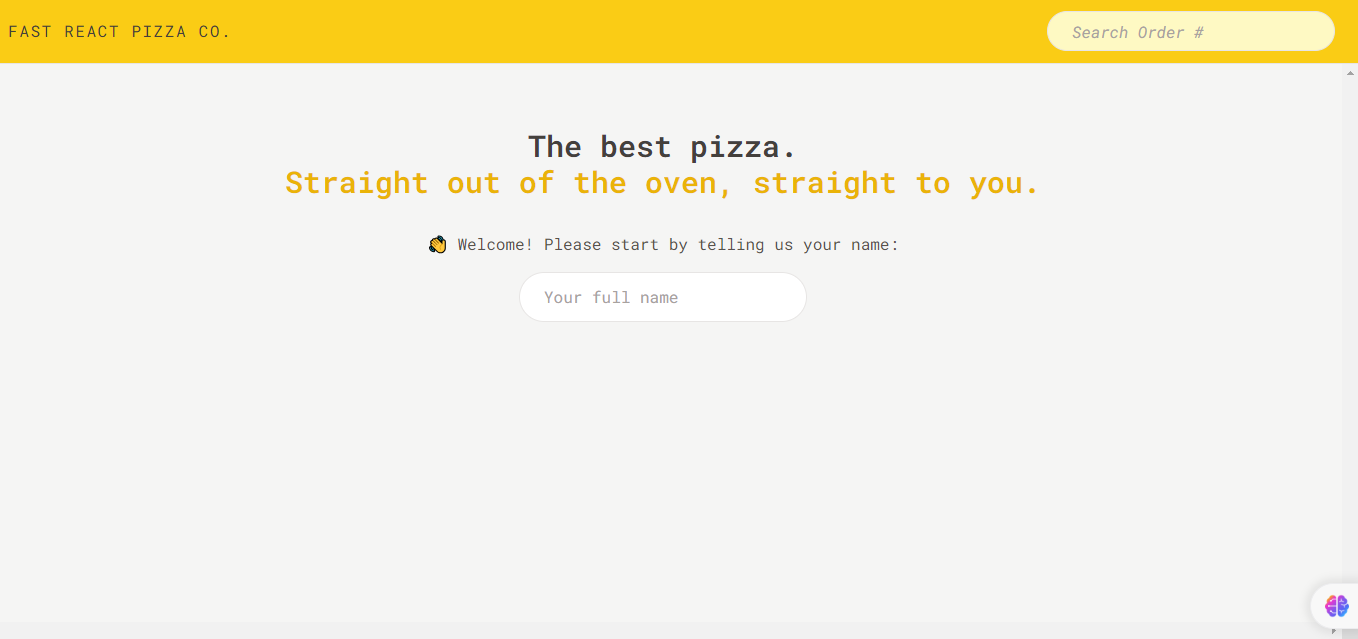 FAST REACT PIZZA CO.
Search Order #
The best pizza.
Straight out of the oven, straight to you.
👋 Welcome! Please start by telling us your name:
Your full name